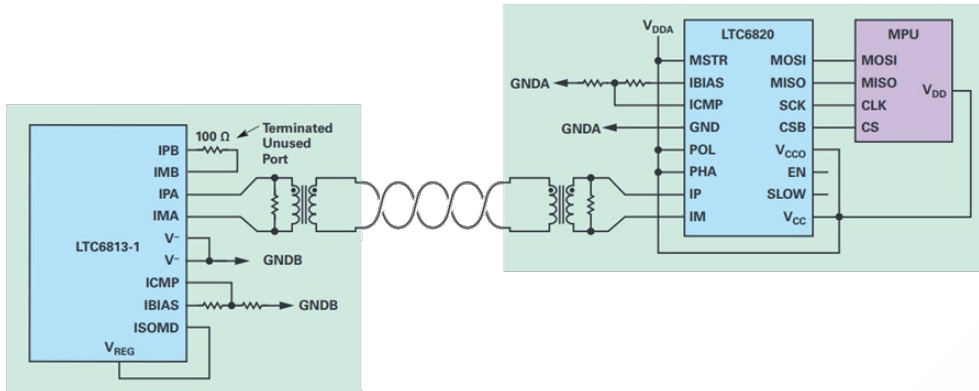 LTC6813-1
IPB
IMB
IPA
IMA
V–
V–
ICMP
IBIAS
ISOMD
VREG
100 Ω
Terminated
Unused
Port
GNDB
GNDB
VDDA
GNDA
GNDA
LTC6820
MSTR
IBIAS
ICMP
GND
POL
PHA
IP
IM
MOSI
MISO
SCK
CSB
VCCO
EN
SLOW
VCC
MPU
MOSI
MISO
CLK
CS
VDD